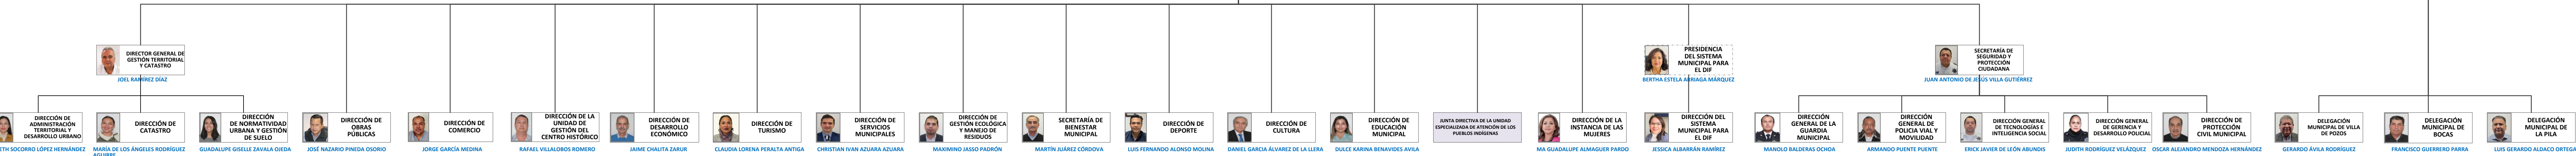 DIRECTOR GENERAL DE
GESTIÓN TERRITORIAL
Y CATASTRO
JOEL RAMÍREZ DÍAZ
PRESIDENCIA
DEL SISTEMA
MUNICIPAL PARA
EL DIF
BERTHA ESTELA ARRIAGA MÁRQUEZ
SECRETARÍA DE
SEGURIDAD Y
PROTECCIÓN
CIUDADANA
JUAN ANTONIO DE JESÚS VILLA GUTIÉRREZ
DIRECCIÓN DE
ADMINISTRACIÓN
TERRITORIAL Y
DESARROLLO URBANO
ETH SOCORRO LÓPEZ HERNÁNDEZ
DIRECCIÓN DE
CATASTRO
MARÍA DE LOS ÁNGELES RODRÍGUEZ
AGUIRRE
DIRECCIÓN
DE NORMATIVIDAD
URBANA Y GESTIÓN
DE SUELO
GUADALUPE GISELLE ZAVALA OJEDA
DIRECCIÓN DE
OBRAS
PÚBLICAS
JOSÉ NAZARIO PINEDA OSORIO
DIRECCIÓN DE
COMERCIO
JORGE GARCÍA MEDINA
DIRECCIÓN DE LA
UNIDAD DE
GESTIÓN DEL
CENTRO HISTÓRICO
RAFAEL VILLALOBOS ROMERO
DIRECCIÓN DE
DESARROLLO
ECONÓMICO
JAIME CHALITA ZARUR
DIRECCIÓN DE
TURISMO
CLAUDIA LORENA PERALTA ANTIGA
DIRECCIÓN DE
SERVICIOS
MUNICIPALES
CHRISTIAN IVAN AZUARA AZUARA
DIRECCIÓN DE
GESTIÓN ECOLÓGICA
Y MANEJO DE
RESIDUOS
MAXIMINO JASSO PADRÓN
SECRETARÍA DE
BIENESTAR
MUNICIPAL
MARTÍN JUÁREZ CÓRDOVA
DIRECCIÓN DE
DEPORTE
LUIS FERNANDO ALONSO MOLINA
DIRECCIÓN DE
CULTURA
DANIEL GARCIA ÁLVAREZ DE LA LLERA
DIRECCIÓN DE
EDUCACIÓN
MUNICIPAL
DULCE KARINA BENAVIDES AVILA
JUNTA DIRECTIVA DE LA UNIDAD
ESPECIALIZADA DE ATENCIÓN DE LOS
PUEBLOS INDÍGENAS
DIRECCIÓN DE LA
INSTANCIA DE LAS
MUJERES
MA GUADALUPE ALMAGUER PARDO
DIRECCIÓN DEL
SISTEMA
MUNICIPAL PARA
EL DIF
JESSICA ALBARRÁN RAMÍREZ
DIRECCIÓN
GENERAL DE LA
GUARDIA
MUNICIPAL
MANOLO BALDERAS OCHOA
DIRECCIÓN
GENERAL DE
POLICIA VIAL Y
MOVILIDAD
ARMANDO PUENTE PUENTE
DIRECCIÓN GENERAL
DE TECNOLOGÍAS E
INTELIGENCIA SOCIAL
ERICK JAVIER DE LEÓN ABUNDIS
DIRECCIÓN GENERAL
DE GERENCIA Y
DESARROLLO POLICIAL
JUDITH RODRÍGUEZ VELÁZQUEZ
DIRECCIÓN DE
PROTECCIÓN
CIVIL MUNICIPAL
OSCAR ALEJANDRO MENDOZA HERNÁNDEZ
DELEGACIÓN
MUNICIPAL DE VILLA
DE POZOS
GERARDO ÁVILA RODRÍGUEZ
DELEGACIÓN
MUNICIPAL DE
BOCAS
FRANCISCO GUERRERO PARRA
DELEGACIÓN
MUNICIPAL DE
LA PILA
LUIS GERARDO ALDACO ORTEGA